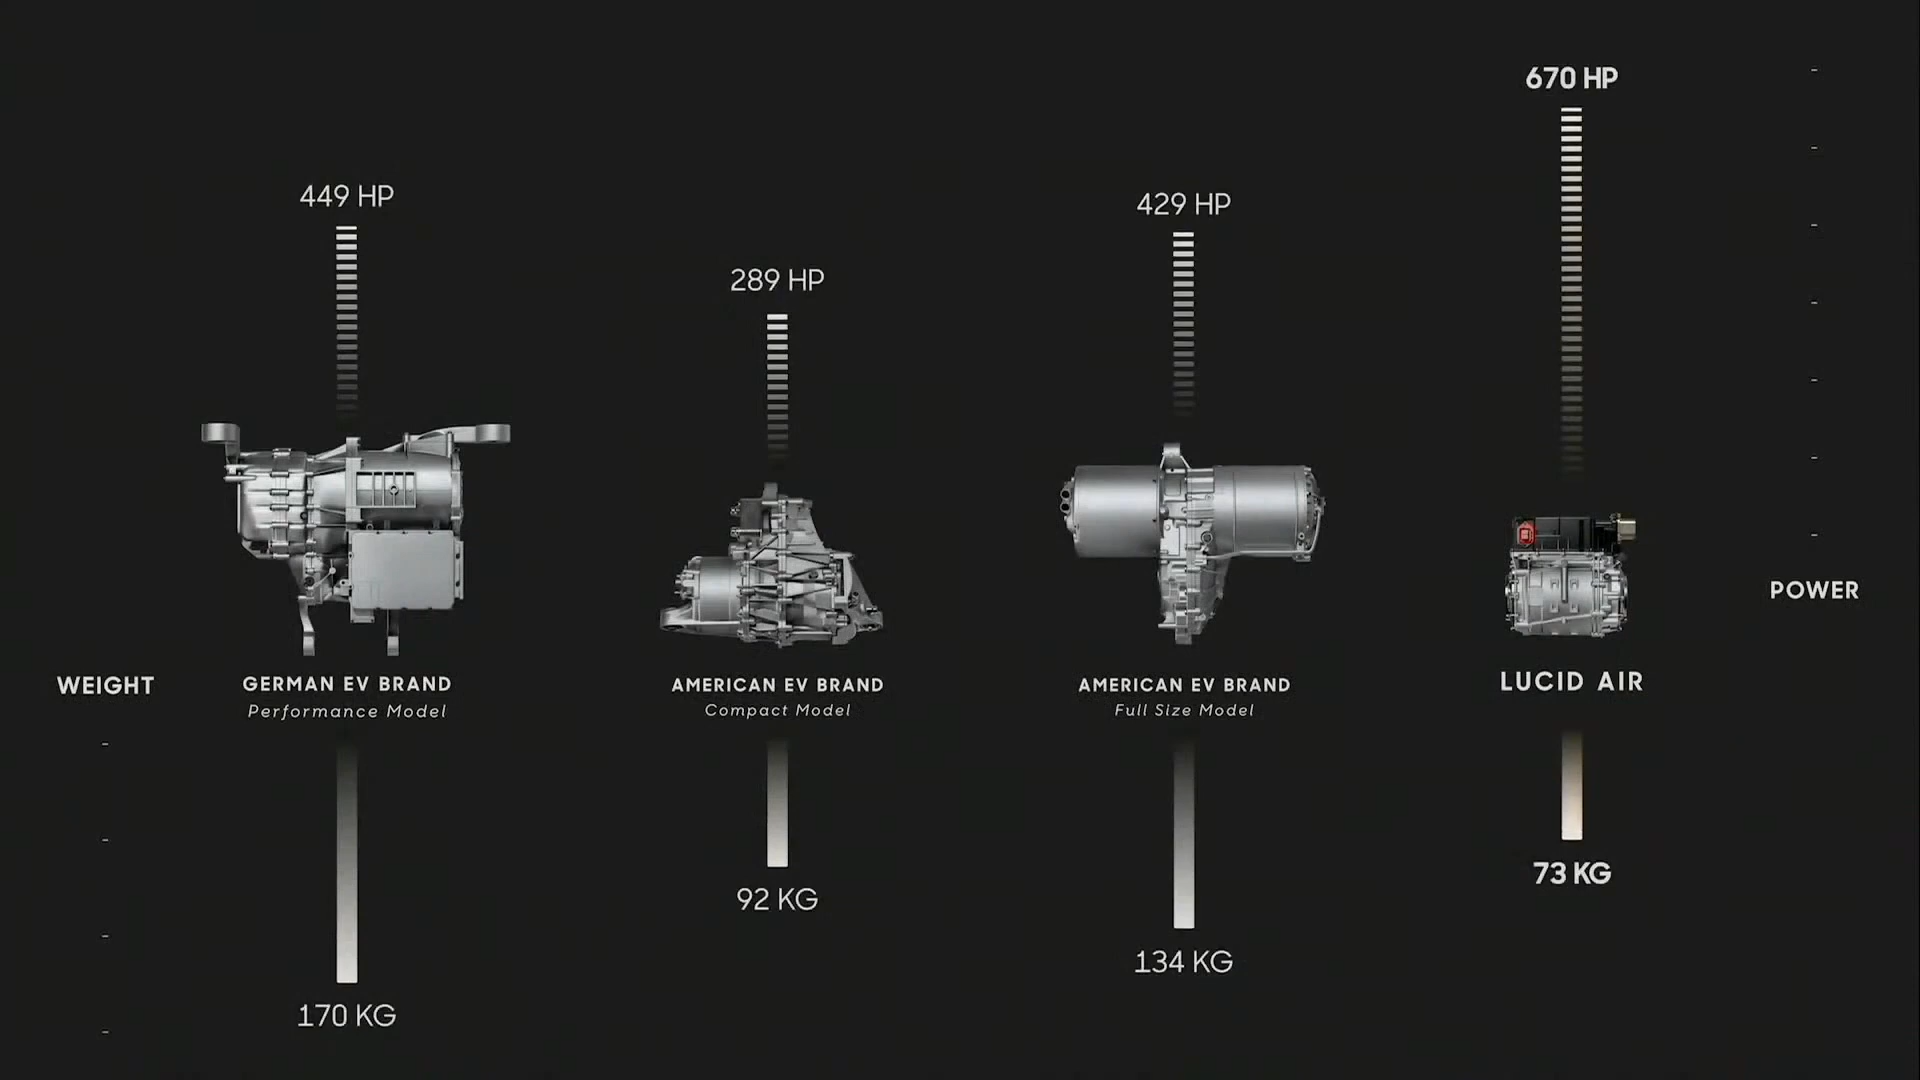 670 HP
449 HP
429 HP
289 HP
POWER
WEIGHT
GERMAN EV BRAND
Performance Model
AMERICAN EV BRAND
Compact Model
AMERICAN EV BRAND
Full Size Model
LUCID AIR
73 KG
92 KG
134 KG
170 KG